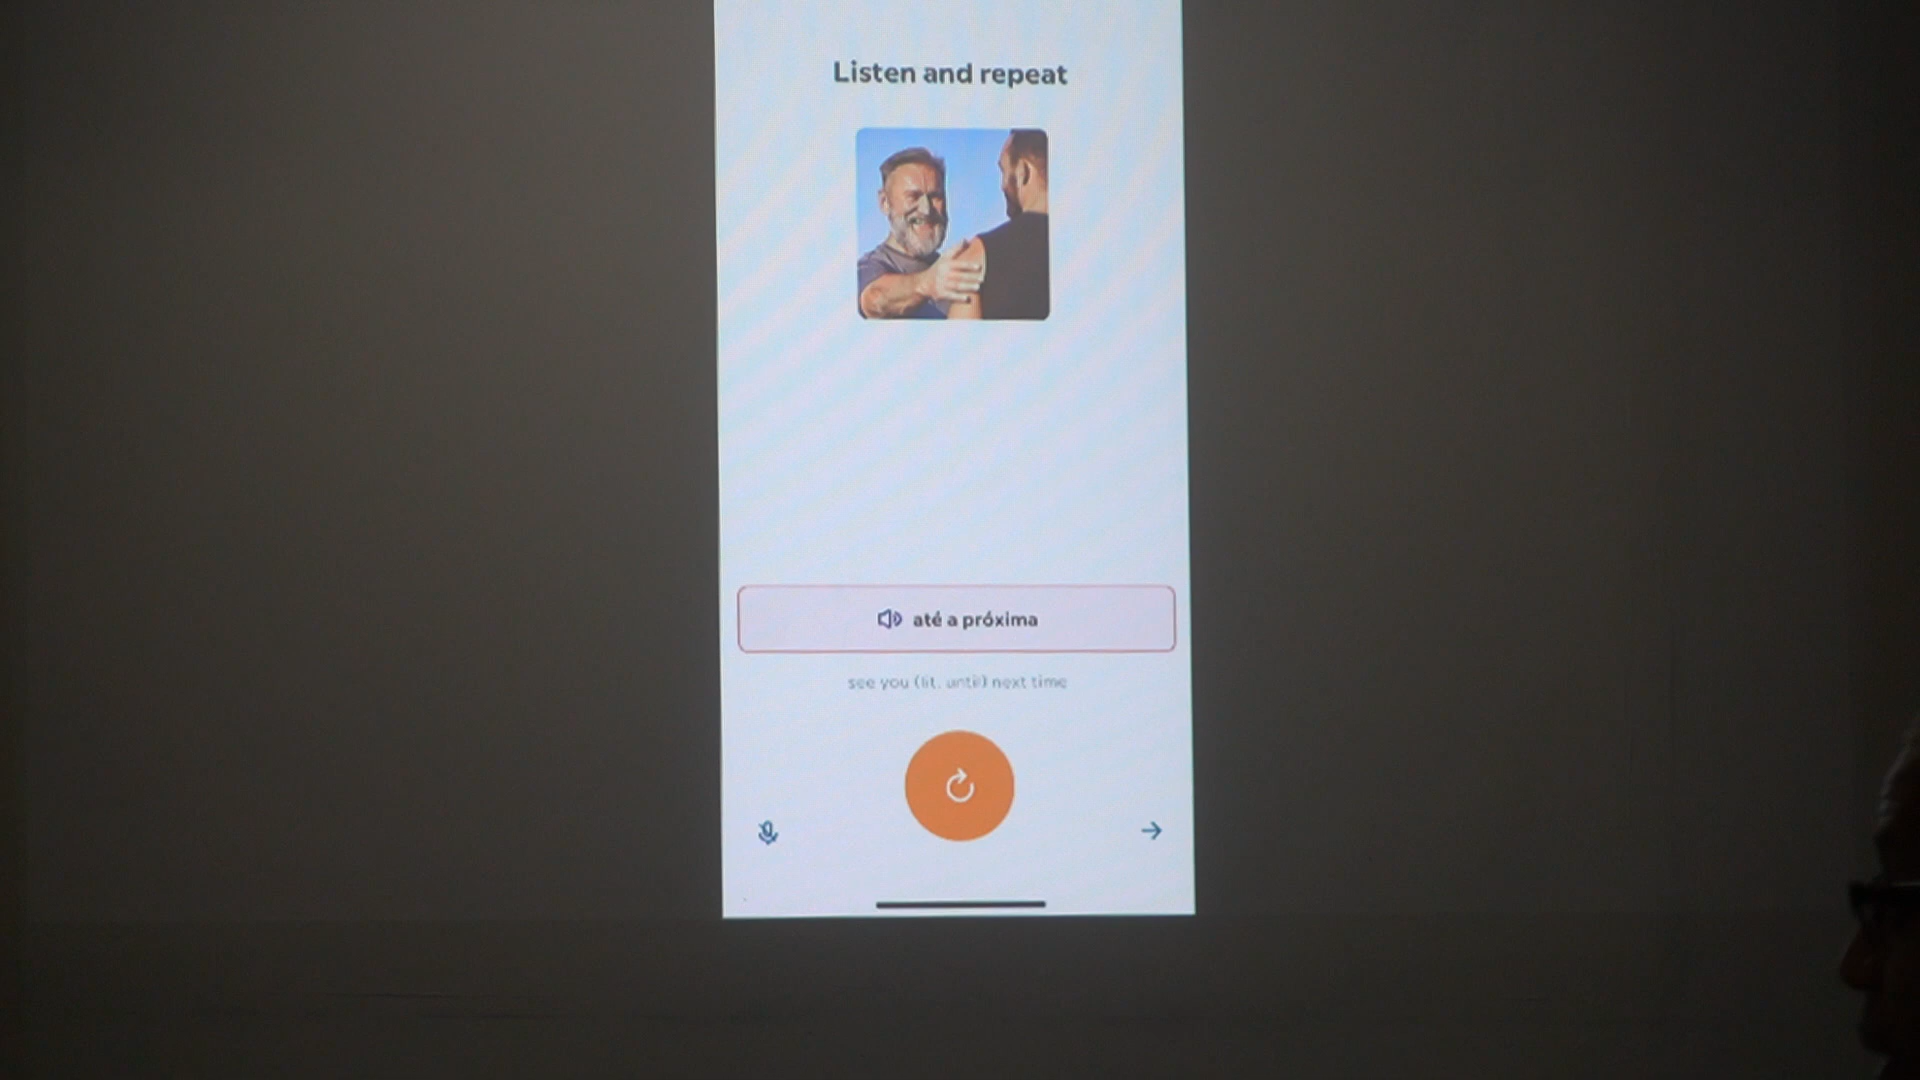 Listen and repeat
até a próxima
see you (lit. until) next time